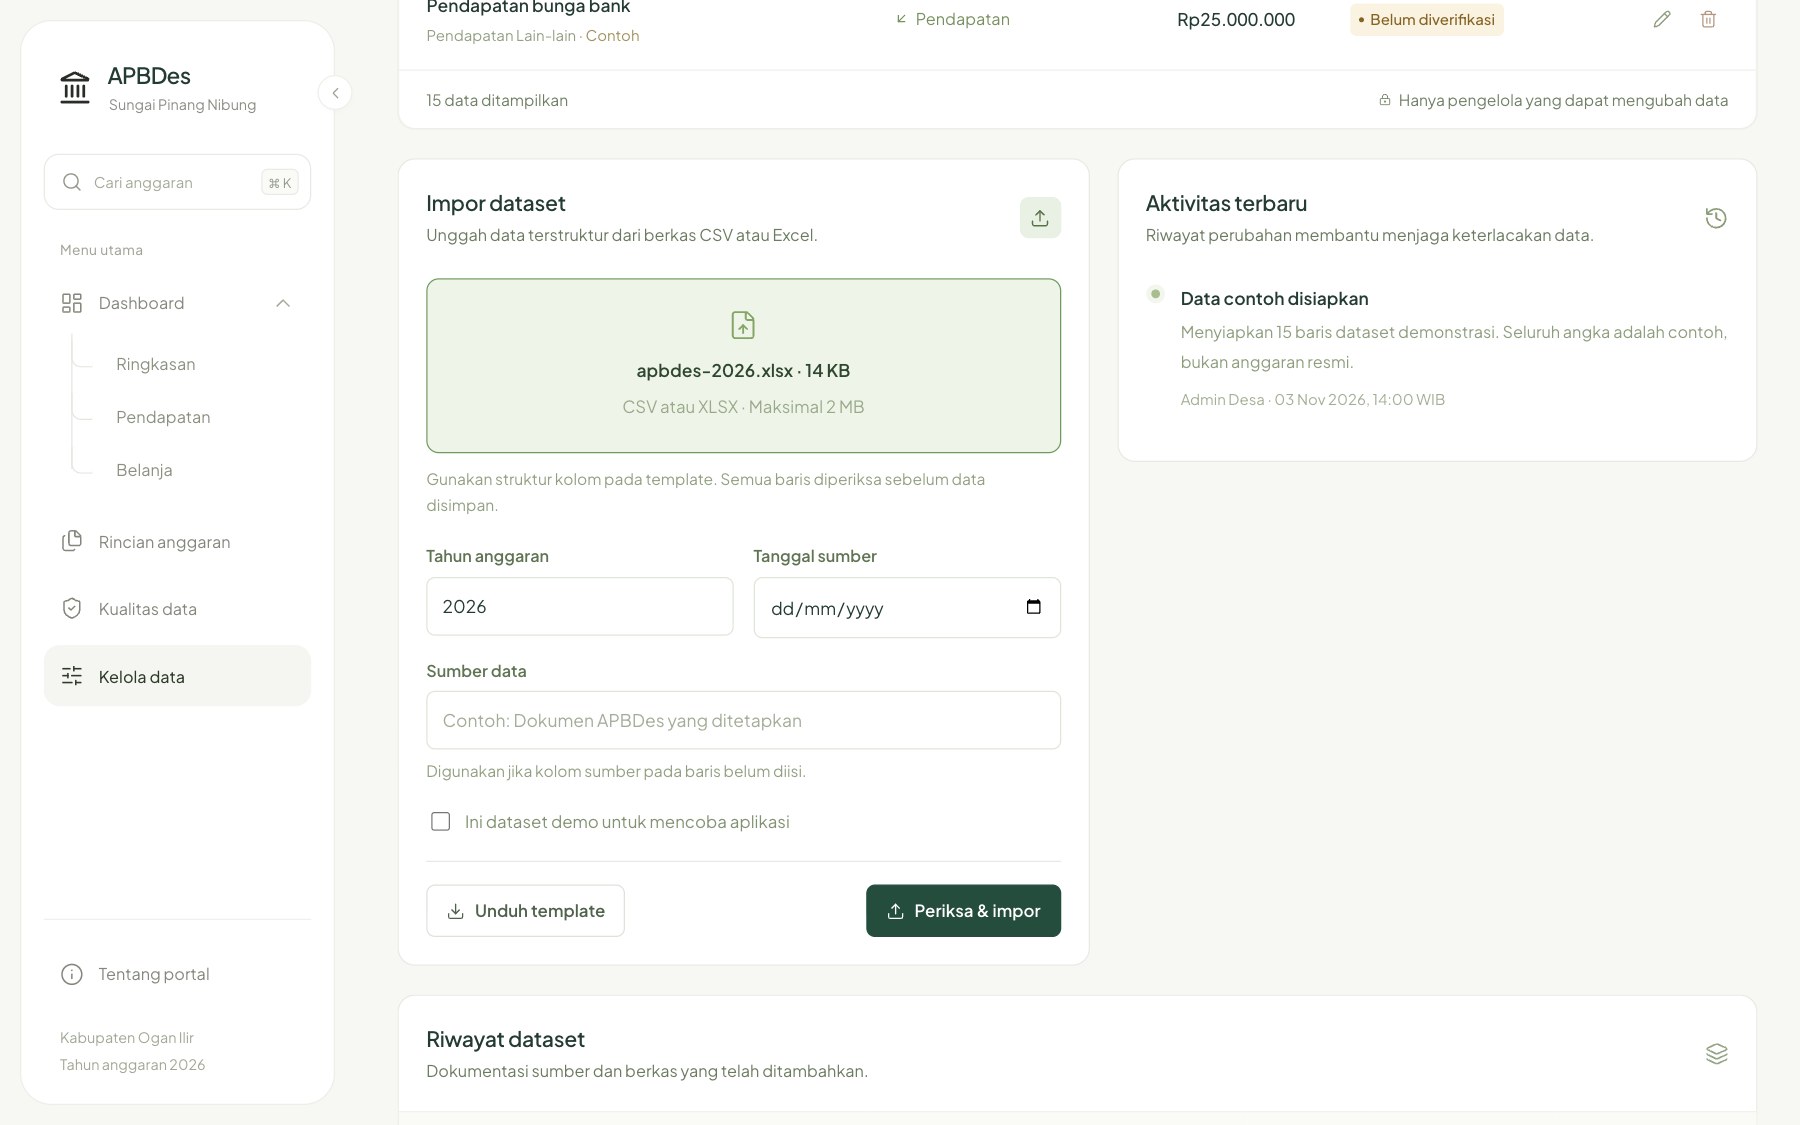 APBDes
Sungai Pinang Nibung
Cari anggaran
⌘ K
Menu utama
Dashboard
Ringkasan
Pendapatan
Belanja
Rincian anggaran
Kualitas data
Kelola data
Tentang portal
Kabupaten Ogan Ilir
Tahun anggaran 2026
Pendapatan bunga bank
Pendapatan Lain-lain · Contoh
Pendapatan
Rp25.000.000
• Belum diverifikasi
15 data ditampilkan
Hanya pengelola yang dapat mengubah data
Impor dataset
Unggah data terstruktur dari berkas CSV atau Excel.
apbdes-2026.xlsx · 14 KB
CSV atau XLSX · Maksimal 2 MB
Gunakan struktur kolom pada template. Semua baris diperiksa sebelum data
disimpan.
Tahun anggaran
2026
Tanggal sumber
dd/mm/yyyy
Sumber data
Contoh: Dokumen APBDes yang ditetapkan
Digunakan jika kolom sumber pada baris belum diisi.
Ini dataset demo untuk mencoba aplikasi
Unduh template
Periksa & impor
Aktivitas terbaru
Riwayat perubahan membantu menjaga keterlacakan data.
Data contoh disiapkan
Menyiapkan 15 baris dataset demonstrasi. Seluruh angka adalah contoh,
bukan anggaran resmi.
Admin Desa · 03 Nov 2026, 14:00 WIB
Riwayat dataset
Dokumentasi sumber dan berkas yang telah ditambahkan.